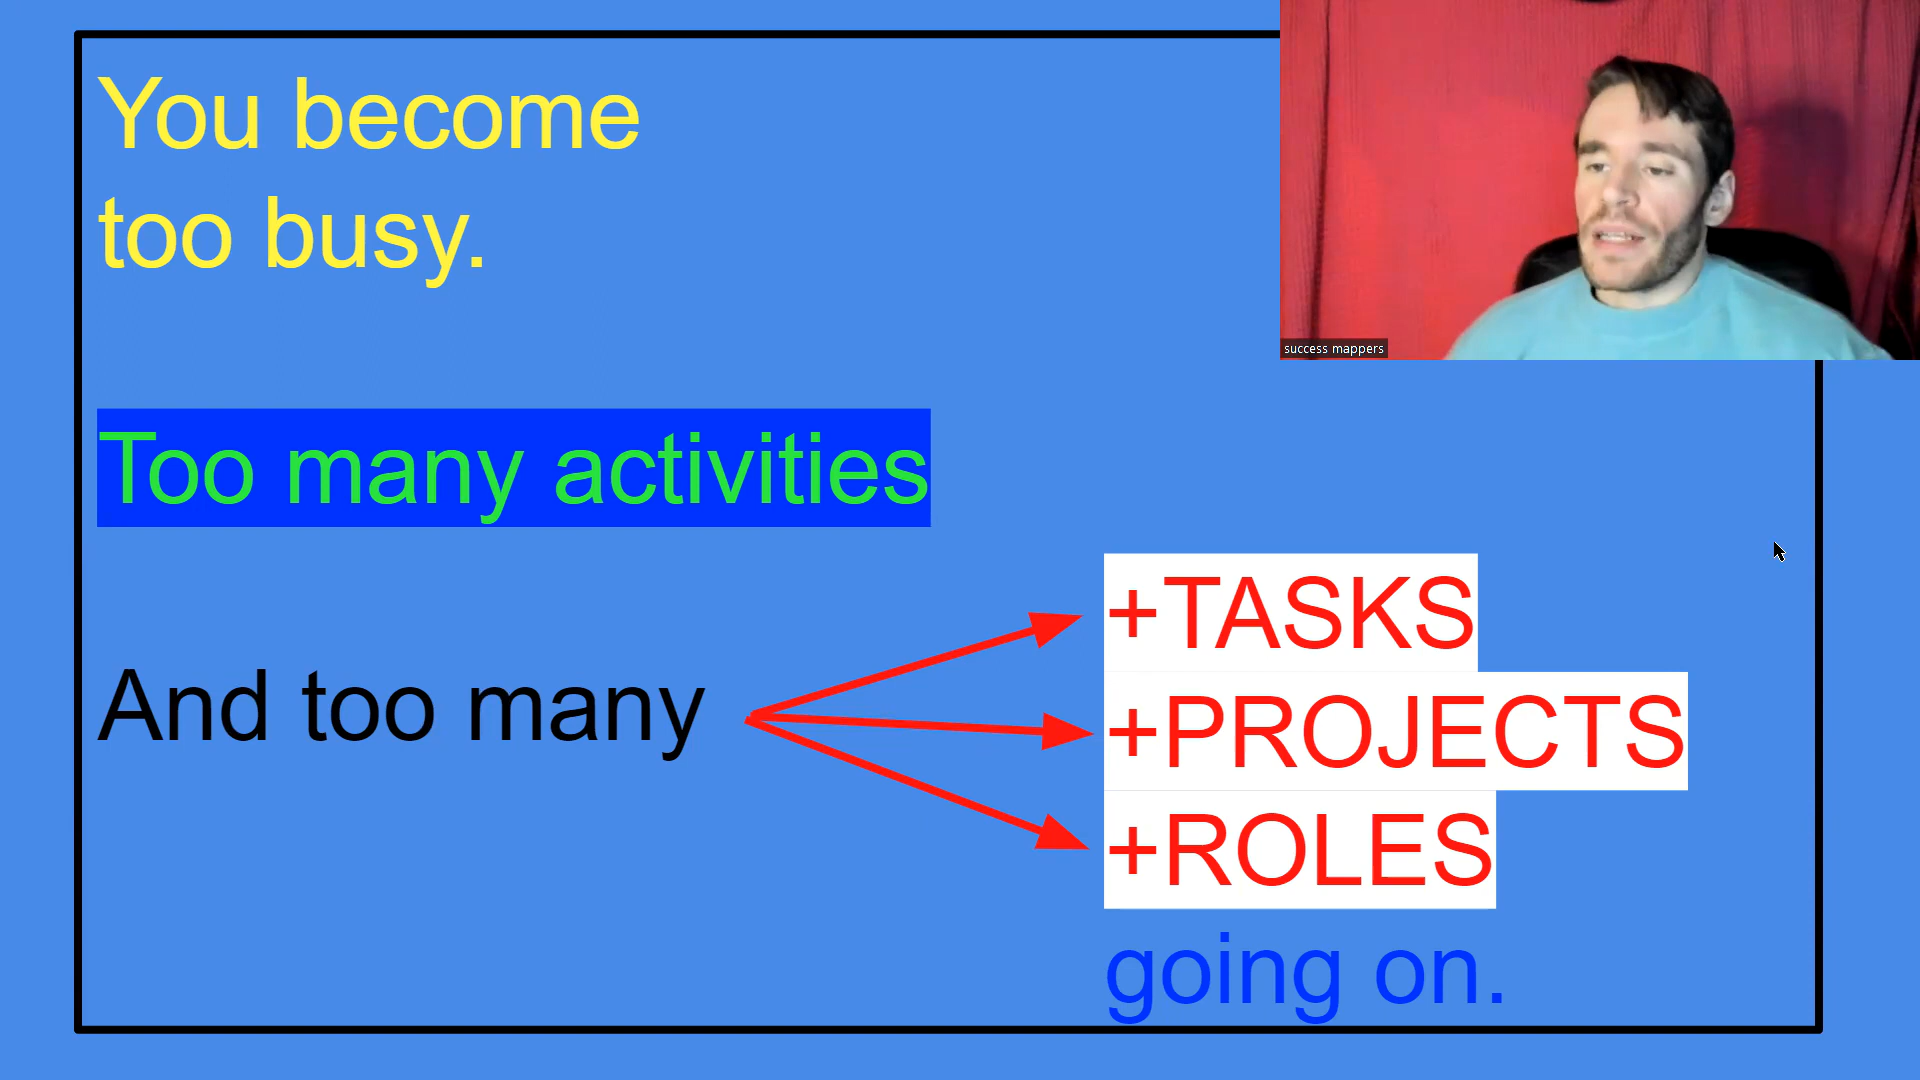 You become
too busy.
success mappers
Too many activities
And too many
+TASKS
+PROJECTS
+ROLES
going on.